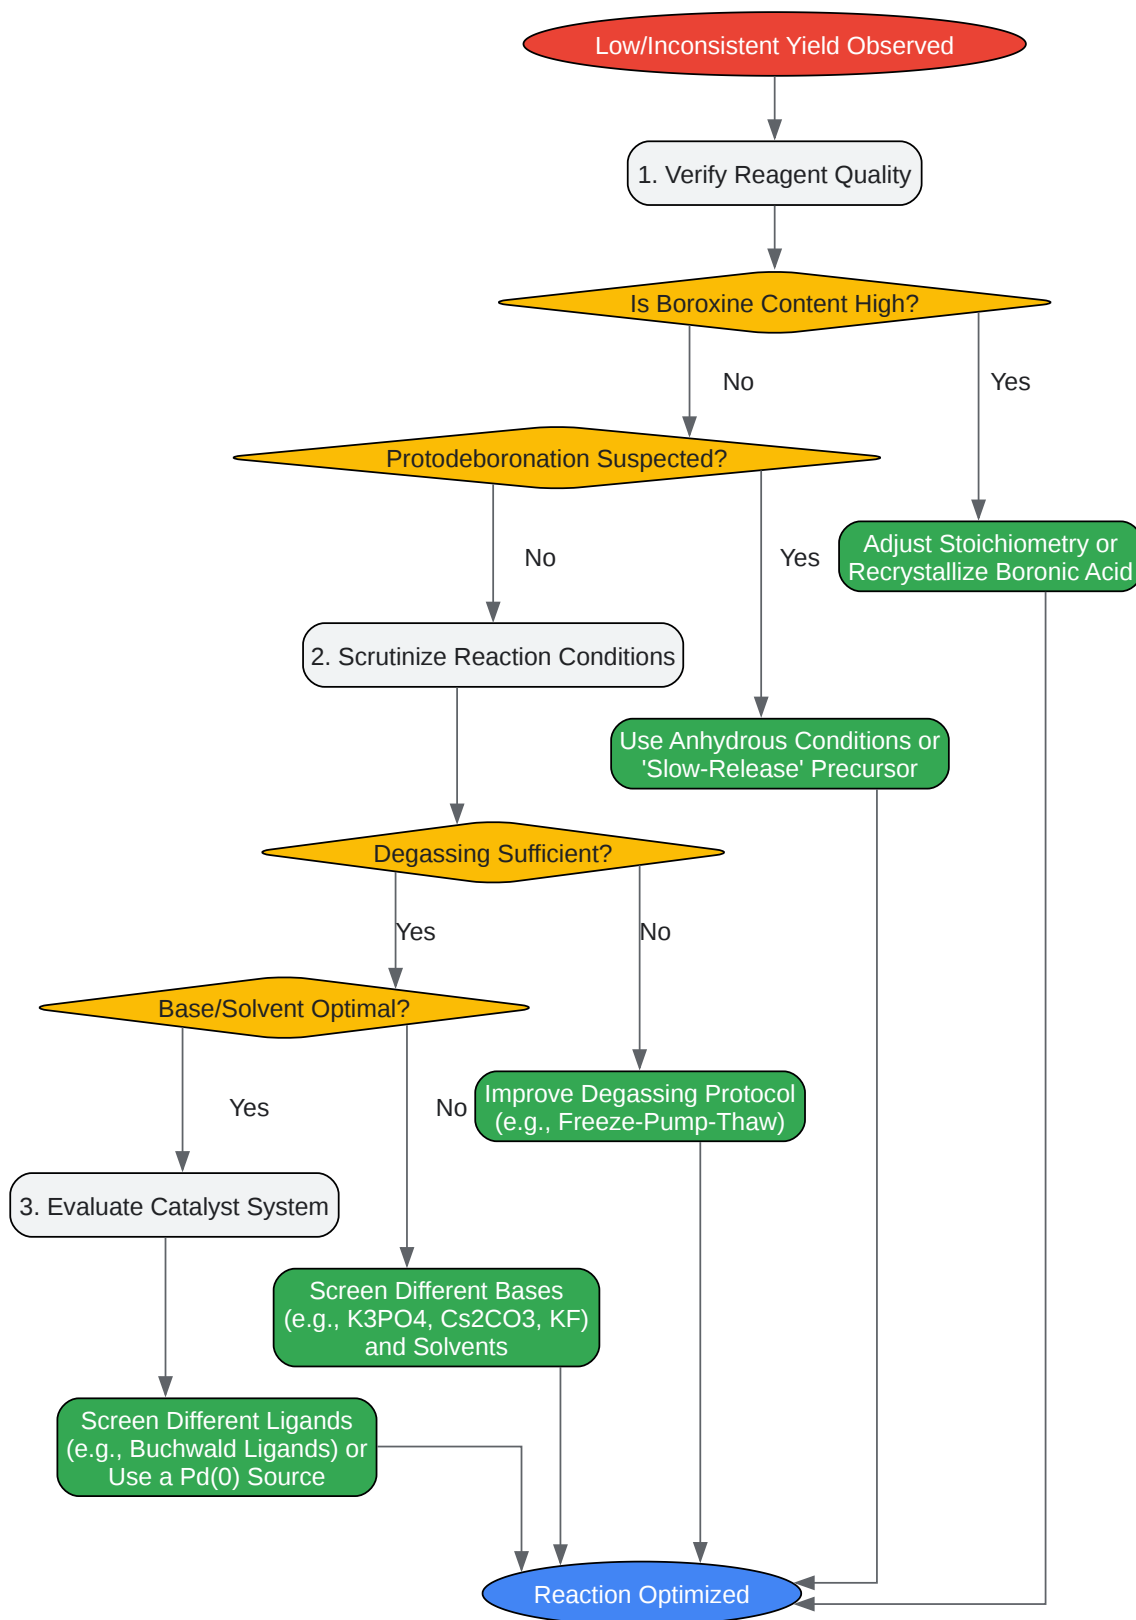 Low/Inconsistent Yield Observed
1. Verify Reagent Quality
Is Boroxine Content High?
No
Yes
Protodeboronation Suspected?
Adjust Stoichiometry or
Recrystallize Boronic Acid
No
Yes
2. Scrutinize Reaction Conditions
Use Anhydrous Conditions or
'Slow-Release' Precursor
Degassing Sufficient?
Yes
No
Base/Solvent Optimal?
Improve Degassing Protocol
(e.g., Freeze-Pump-Thaw)
Yes
No
3. Evaluate Catalyst System
Screen Different Bases
(e.g., K3PO4, Cs2CO3, KF)
and Solvents
Screen Different Ligands
(e.g., Buchwald Ligands) or
Use a Pd(0) Source
Reaction Optimized